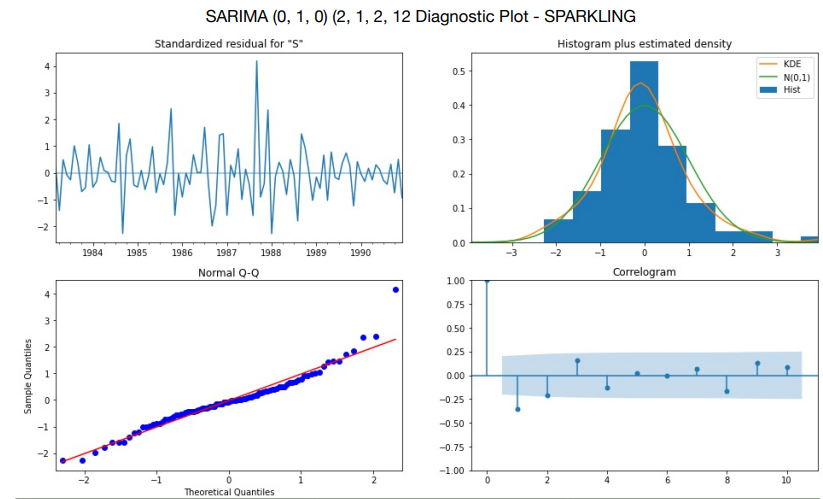 SARIMA (0, 1, 0) (2, 1, 2, 12 Diagnostic Plot - SPARKLING
Standardized residual for "S"
4
3
2
1
0
−1
−2
1984 1985 1986 1987 1988 1989 1990
Histogram plus estimated density
KDE
N(0,1)
Hist
0.5
0.4
0.3
0.2
0.1
0.0
−3 −2 −1 0 1 2 3
Normal Q-Q
Sample Quantiles
4
3
2
1
0
−1
−2
−2 −1 0 1 2
Theoretical Quantiles
Correlogram
1.00
0.75
0.50
0.25
0.00
−0.25
−0.50
−0.75
−1.00
0 2 4 6 8 10